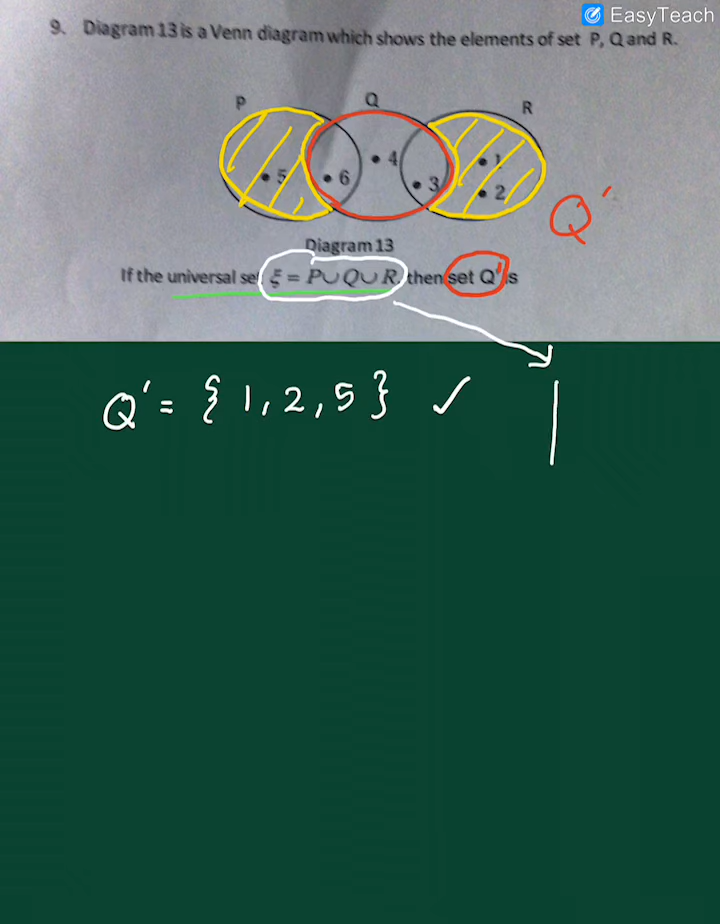 EasyTeach
9. Diagram 13 is a Venn diagram which shows the elements of set P, Q and R.
P Q R
• 5 • 6 • 4 • 3 • 1 • 2
Q'
Diagram 13
If the universal set ξ = P∪Q∪R, then set Q' is
Q' = {1, 2, 5} ✓